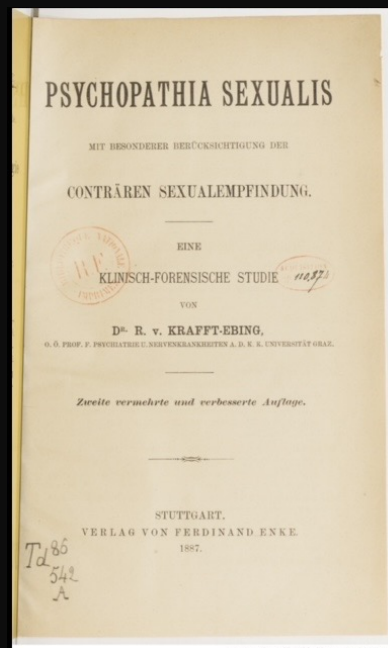 PSYCHOPATHIA SEXUALIS
MIT BESONDERER BERÜCKSICHTIGUNG DER
CONTRÄREN SEXUALEMPFINDUNG.
EINE
KLINISCH-FORENSISCHE STUDIE
VON
DR. R. v. KRAFFT-EBING,
O. Ö. PROF. F. PSYCHIATRIE U. NERVENKRANKHEITEN A. D. K. K. UNIVERSITÄT GRAZ.
Zweite vermehrte und verbesserte Auflage.
STUTTGART.
VERLAG VON FERDINAND ENKE.
1887.
Td 86
542
A